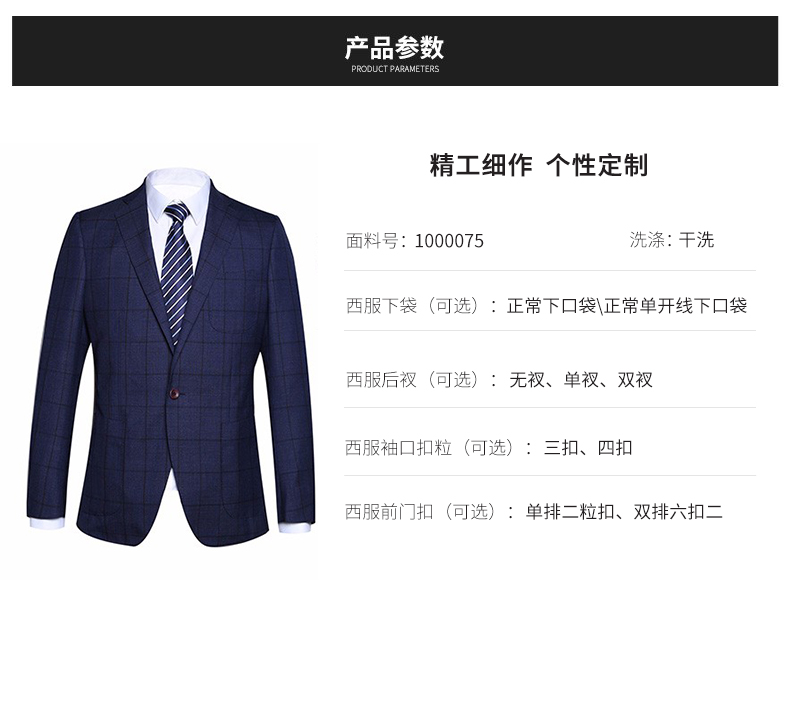 产品参数
PRODUCT PARAMETERS
精工细作 个性定制
面料号：1000075 洗涤：干洗
西服下袋（可选）：正常下口袋\正常单开线下口袋
西服后衩（可选）：无衩、单衩、双衩
西服袖口扣粒（可选）：三扣、四扣
西服前门扣（可选）：单排二粒扣、双排六扣二